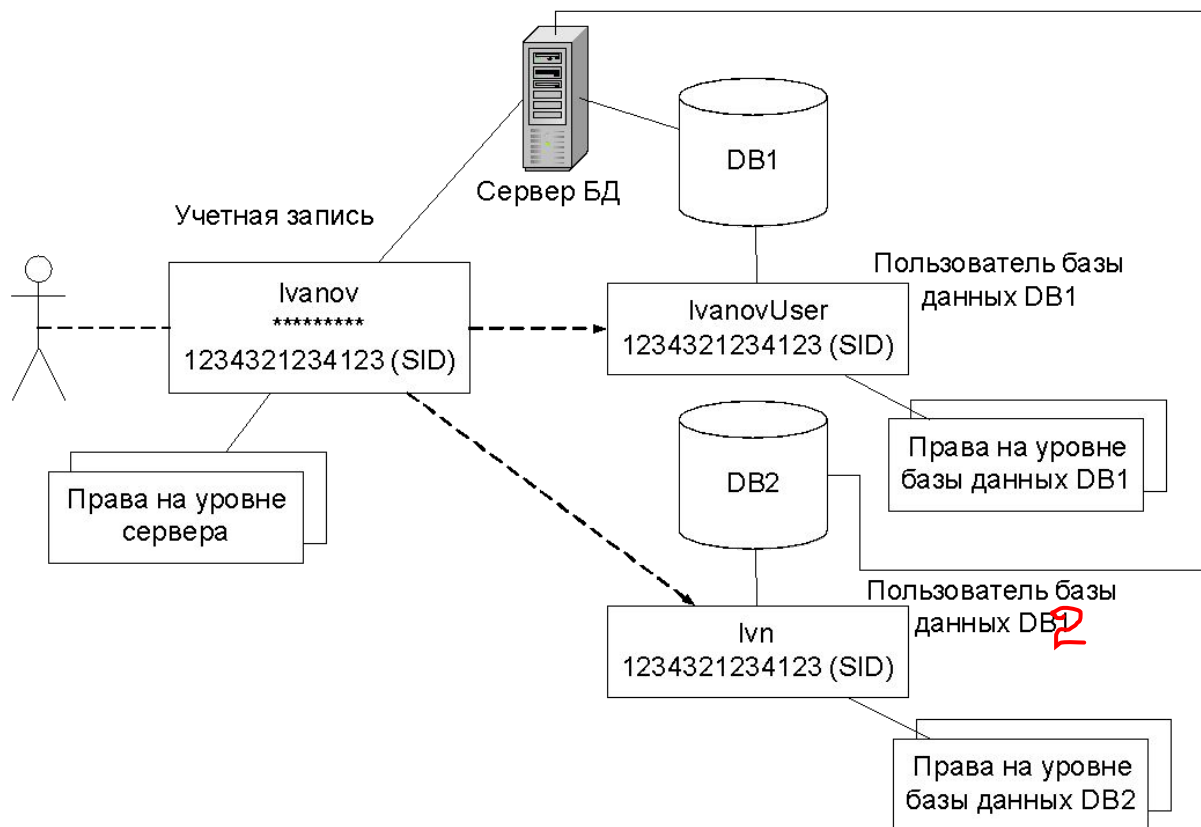 Сервер БД
DB1
Учетная запись
Ivanov
*********
1234321234123 (SID)
Пользователь базы
данных DB1
IvanovUser
1234321234123 (SID)
Права на уровне
сервера
Права на уровне
базы данных DB1
DB2
Пользователь базы
данных DB1 2
Ivn
1234321234123 (SID)
Права на уровне
базы данных DB2